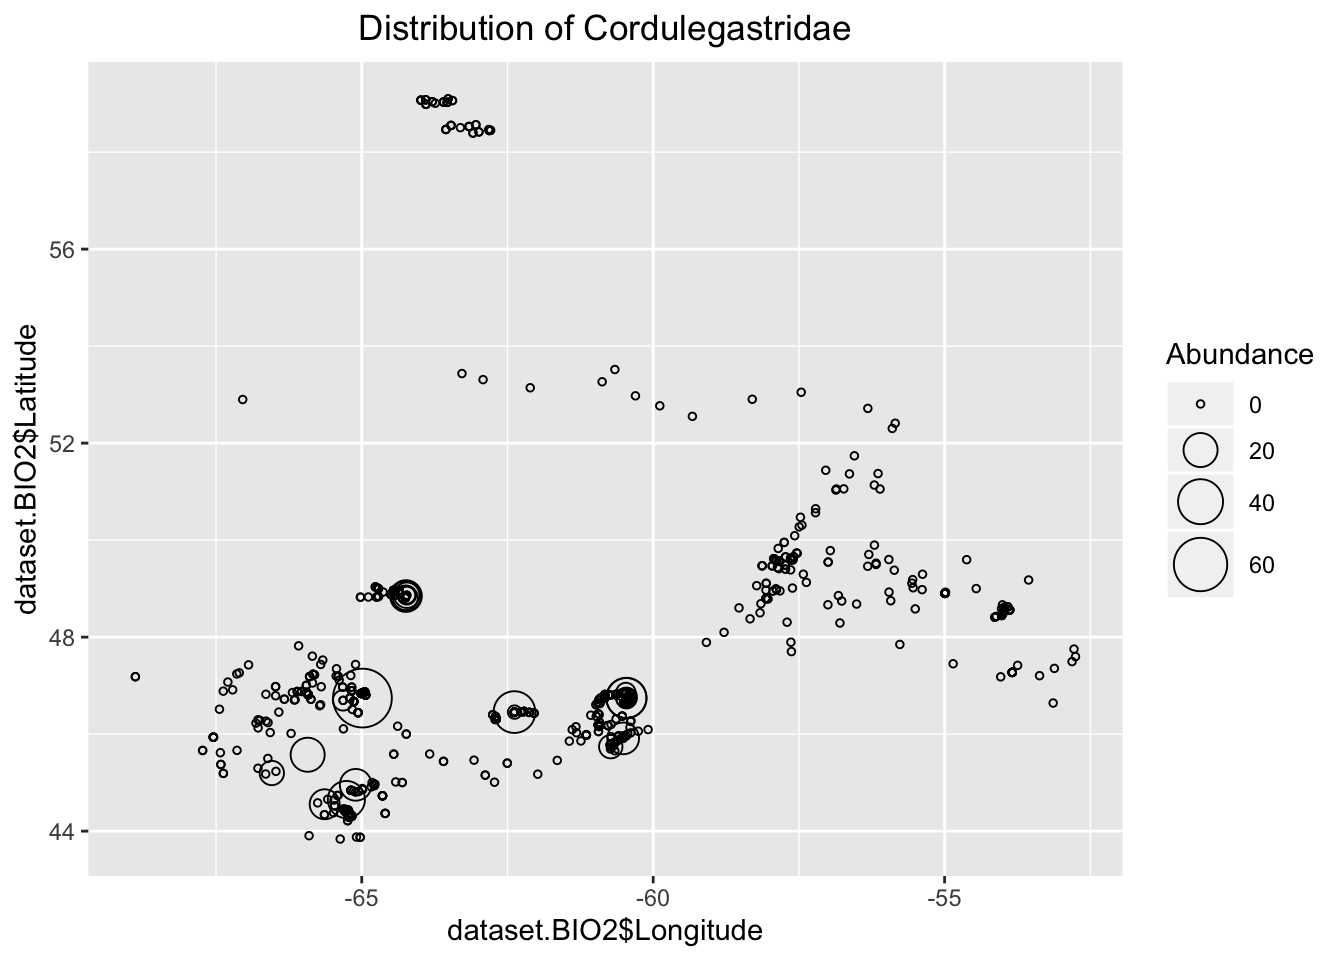 Distribution of Cordulegastridae
dataset.BIO2$Latitude
56
52
48
44
-65
-60
-55
dataset.BIO2$Longitude
Abundance
0
20
40
60